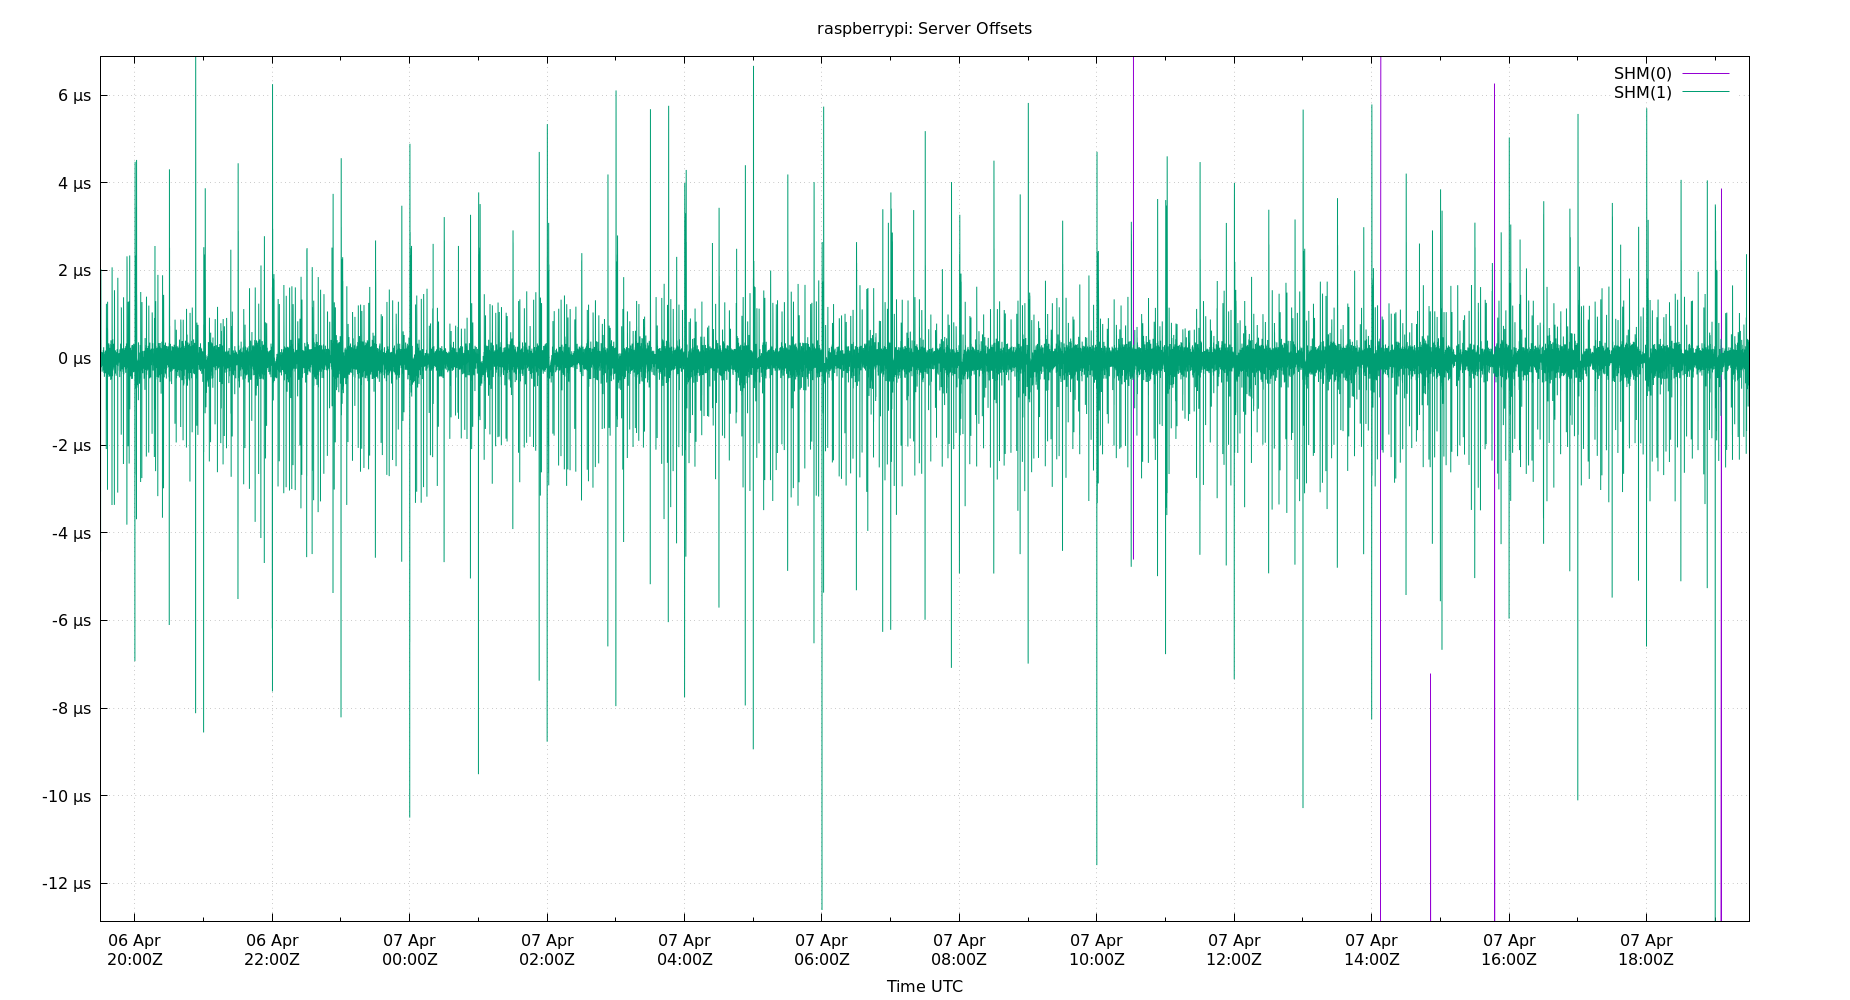 raspberrypi: Server Offsets
SHM(0)
SHM(1)
6 µs
4 µs
2 µs
0 µs
-2 µs
-4 µs
-6 µs
-8 µs
-10 µs
-12 µs
06 Apr 06 Apr 07 Apr 07 Apr 07 Apr 07 Apr 07 Apr 07 Apr 07 Apr 07 Apr 07 Apr 07 Apr
20:00Z 22:00Z 00:00Z 02:00Z 04:00Z 06:00Z 08:00Z 10:00Z 12:00Z 14:00Z 16:00Z 18:00Z
Time UTC